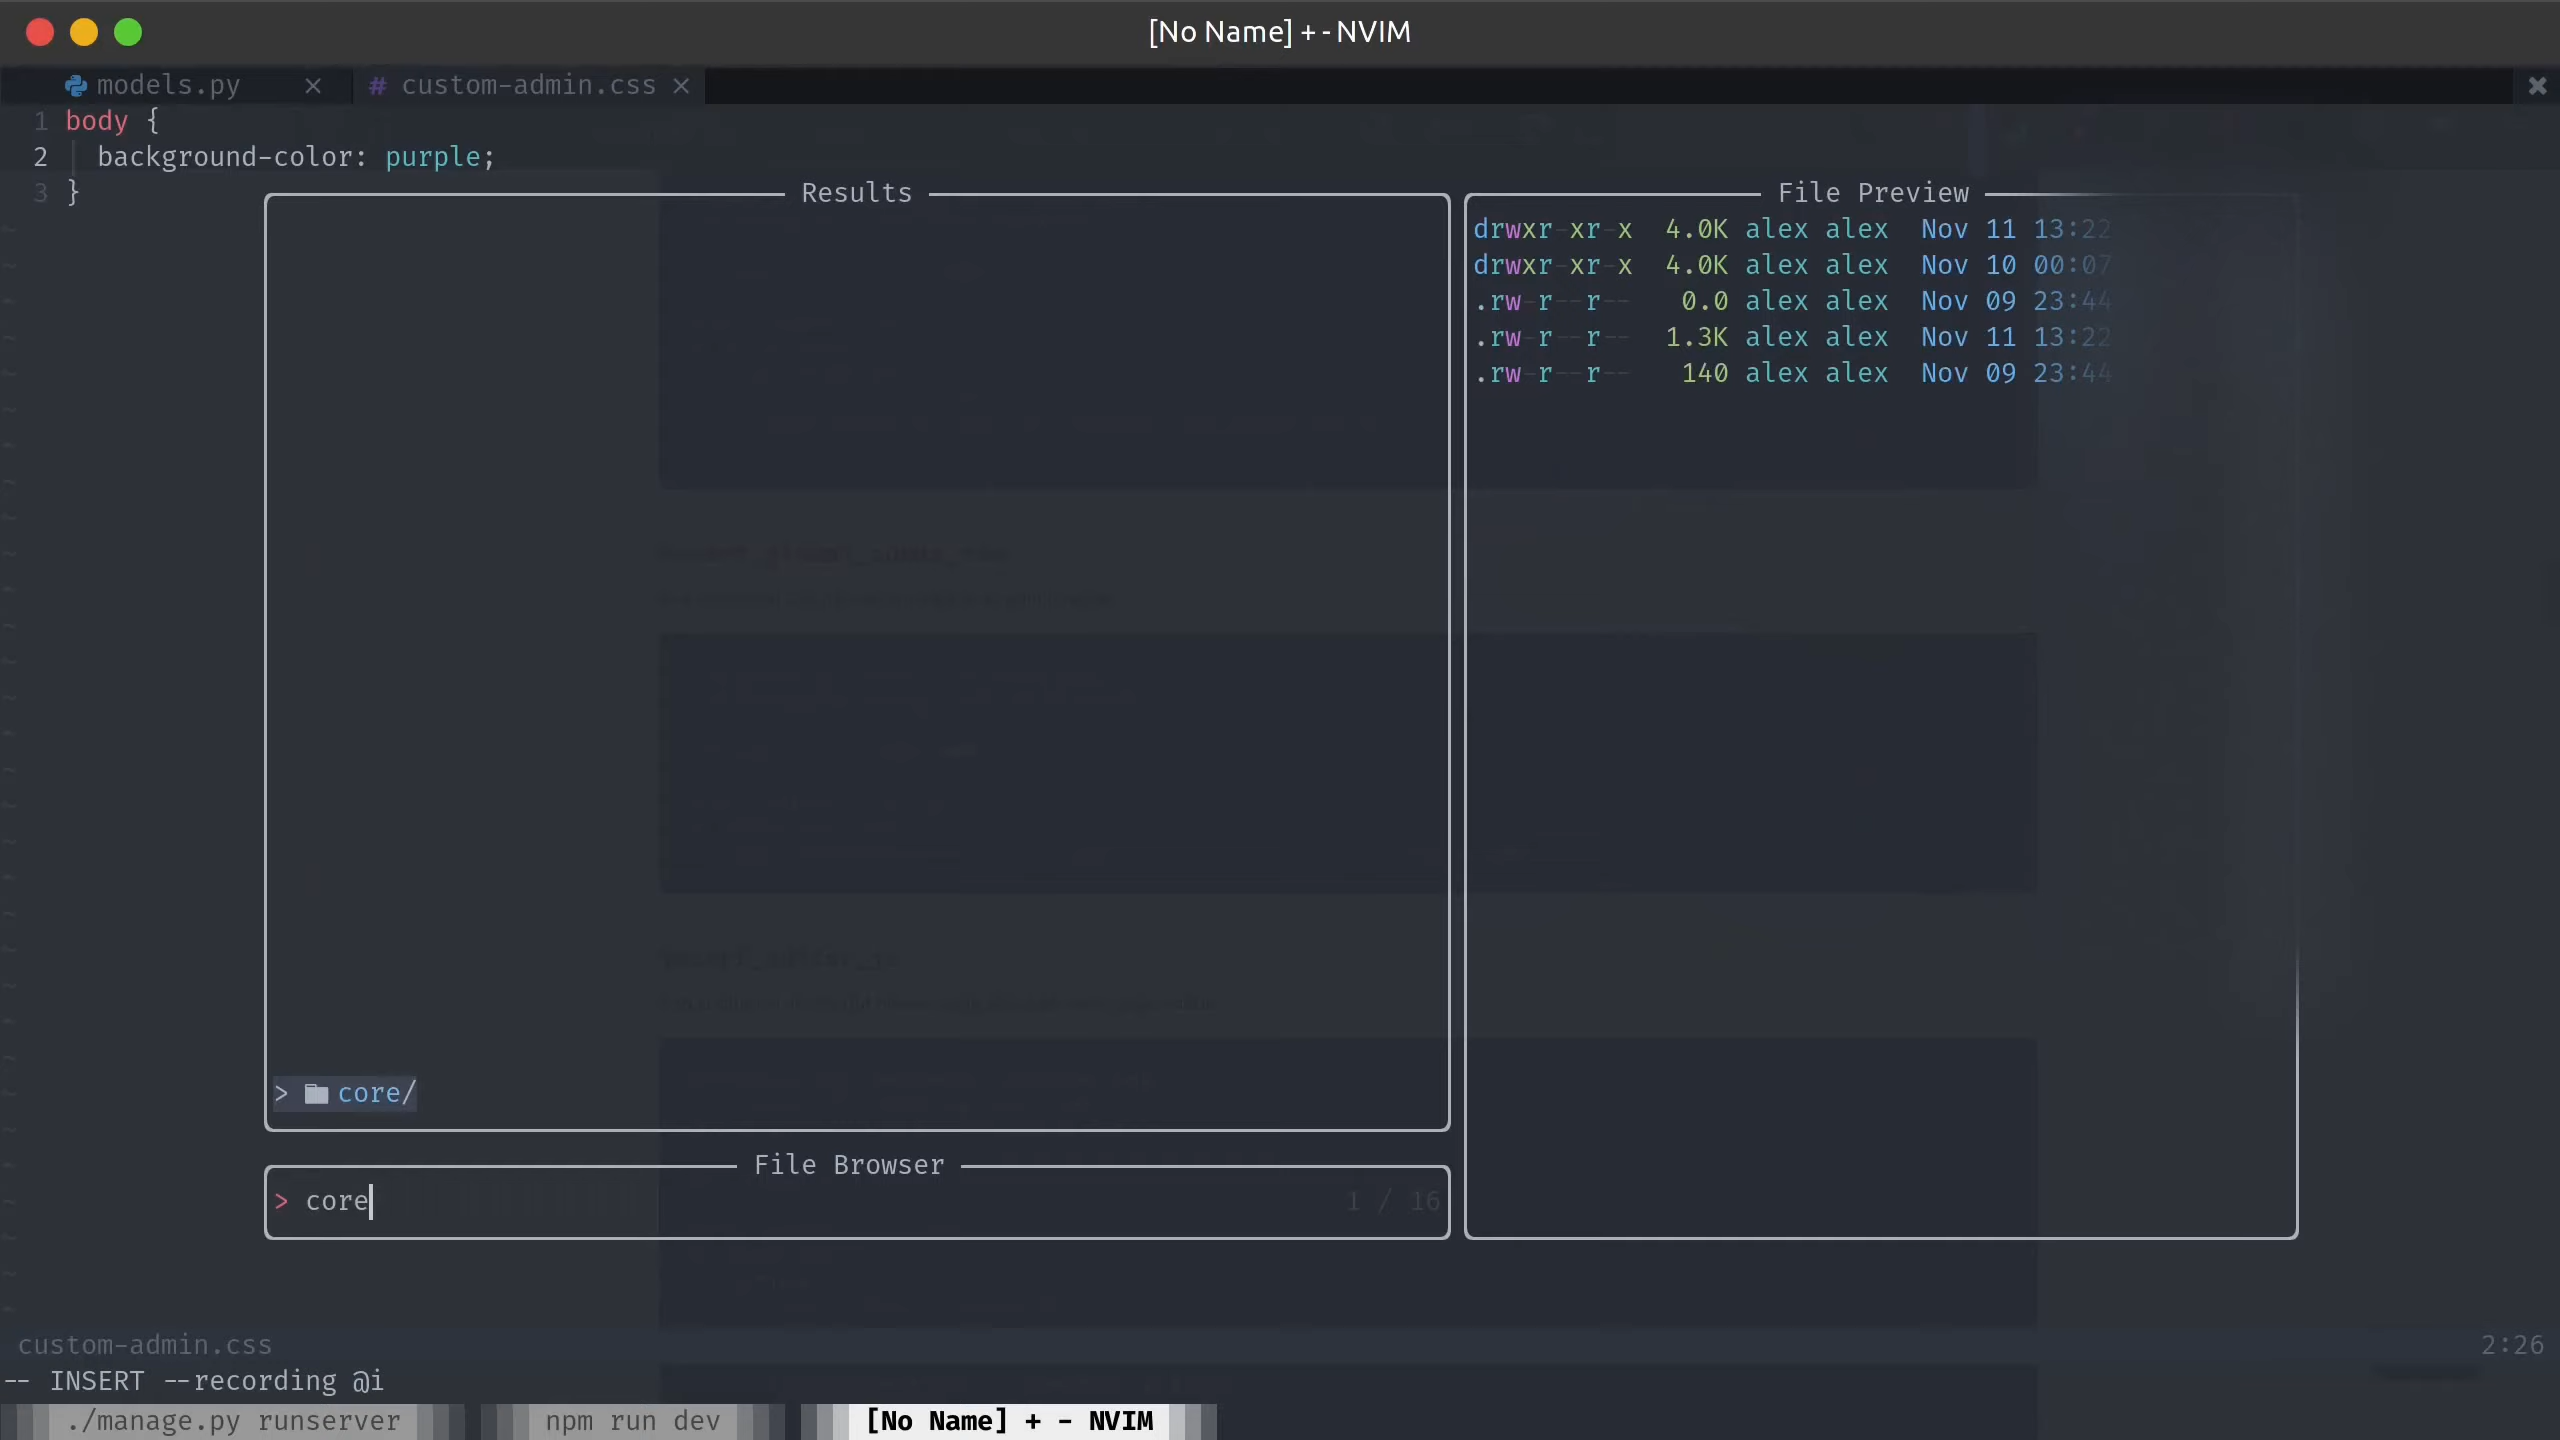 [No Name] + - NVIM
models.py
# custom-admin.css
1 body {
2 background-color: purple;
3 }
Results
> core/
File Browser
> core
1 / 16
File Preview
drwxr-xr-x 4.0K alex alex Nov 11 13:22
drwxr-xr-x 4.0K alex alex Nov 10 00:07
.rw-r--r-- 0.0 alex alex Nov 09 23:44
.rw-r--r-- 1.3K alex alex Nov 11 13:22
.rw-r--r-- 140 alex alex Nov 09 23:44
custom-admin.css 2:26
-- INSERT --recording @i
./manage.py runserver npm run dev [No Name] + - NVIM